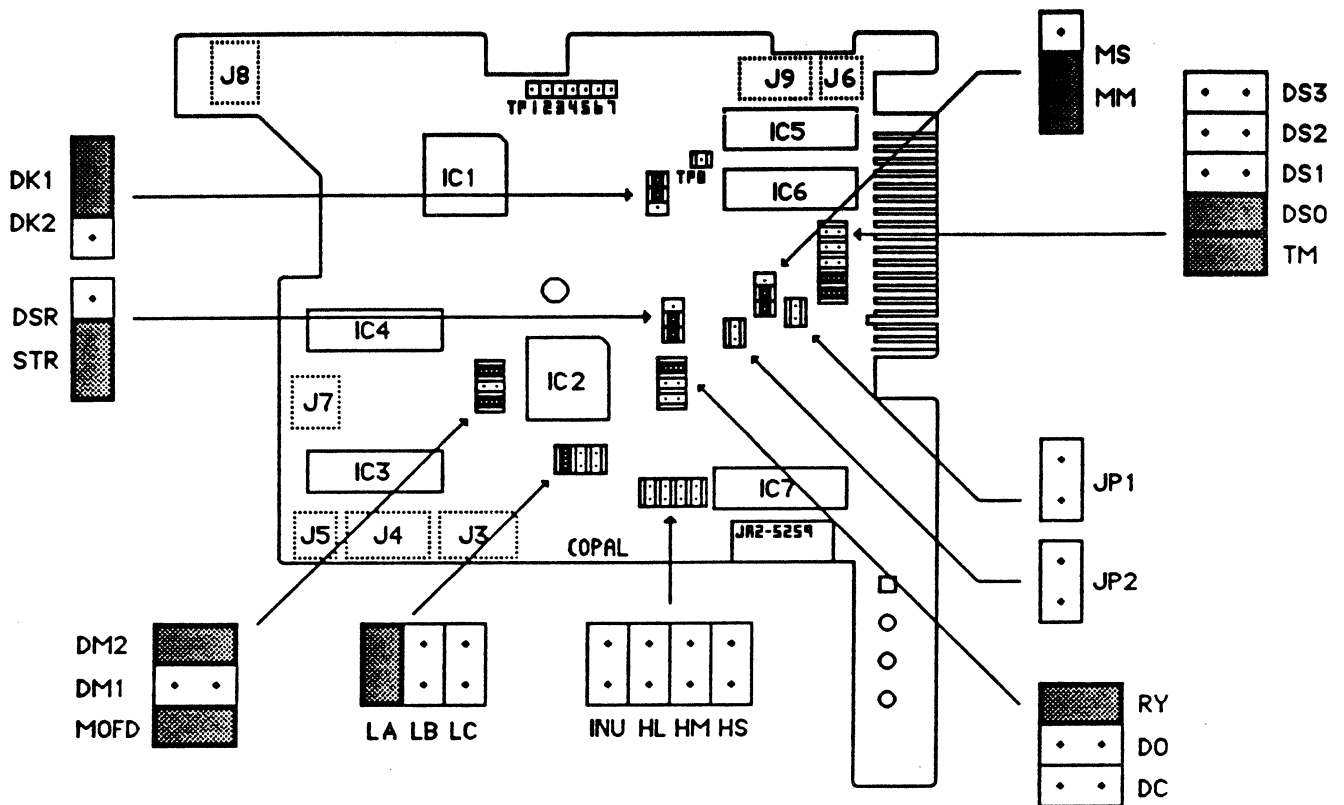 J8
J9
J6
MS
MM
TP1234567
DS3
DS2
DS1
DS0
TM
IC5
IC6
IC1
TP8
DK1
DK2
DSR
STR
IC4
IC2
J7
IC3
IC7
J5
J4
J3
COPAL
JA2-5259
JP1
JP2
DM2
DM1
MOFD
LA LB LC
INU HL HM HS
RY
DO
DC